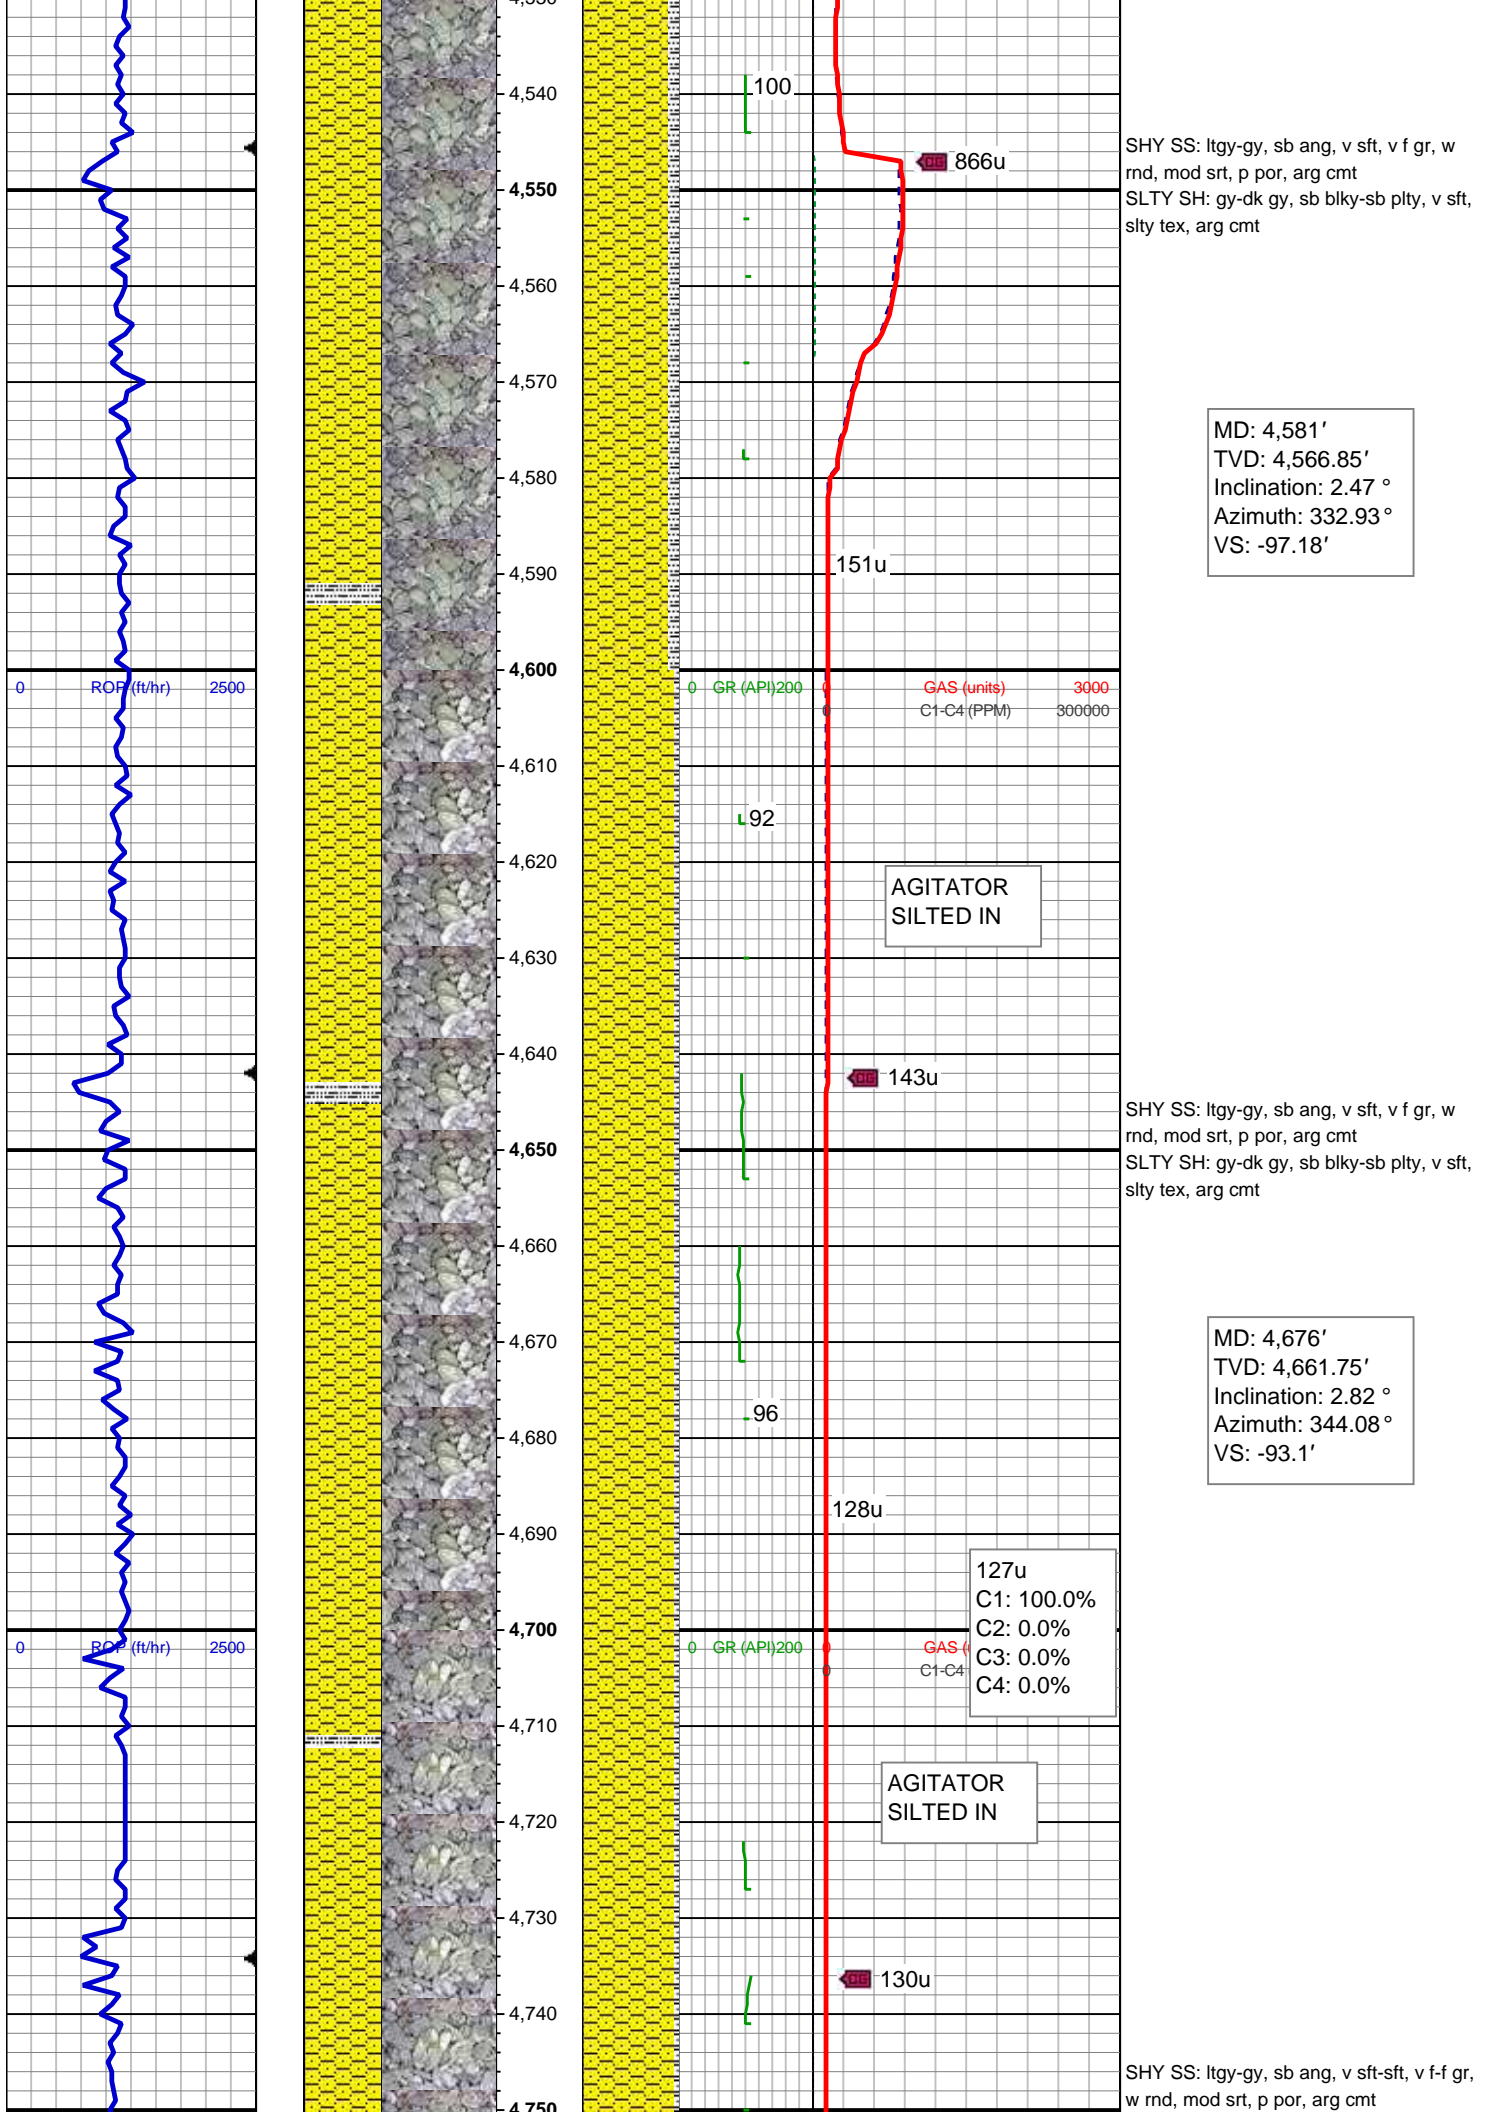 4,540
100
SHY SS: ltgy-gy, sb ang, v sft, v f gr, w
rnd, mod srt, p por, arg cmt
SLTY SH: gy-dk gy, sb blky-sb plty, v sft,
slty tex, arg cmt
DG 866u
4,550
4,560
4,570
MD: 4,581'
TVD: 4,566.85'
Inclination: 2.47 °
Azimuth: 332.93 °
VS: -97.18'
4,580
151u
4,590
4,600
0 ROP (ft/hr) 2500
0 GR (API) 200
0 GAS (units) 3000
0 C1-C4 (PPM) 300000
4,610
92
4,620
AGITATOR
SILTED IN
4,630
4,640
DG 143u
SHY SS: ltgy-gy, sb ang, v sft, v f gr, w
rnd, mod srt, p por, arg cmt
SLTY SH: gy-dk gy, sb blky-sb plty, v sft,
slty tex, arg cmt
4,650
4,660
4,670
MD: 4,676'
TVD: 4,661.75'
Inclination: 2.82 °
Azimuth: 344.08 °
VS: -93.1'
96
4,680
128u
4,690
127u
C1: 100.0%
C2: 0.0%
C3: 0.0%
C4: 0.0%
4,700
0 ROP (ft/hr) 2500
0 GR (API) 200
0 GAS (
0 C1-C4
4,710
AGITATOR
SILTED IN
4,720
4,730
DG 130u
4,740
SHY SS: ltgy-gy, sb ang, v sft-sft, v f-f gr,
w rnd, mod srt, p por, arg cmt
4,750